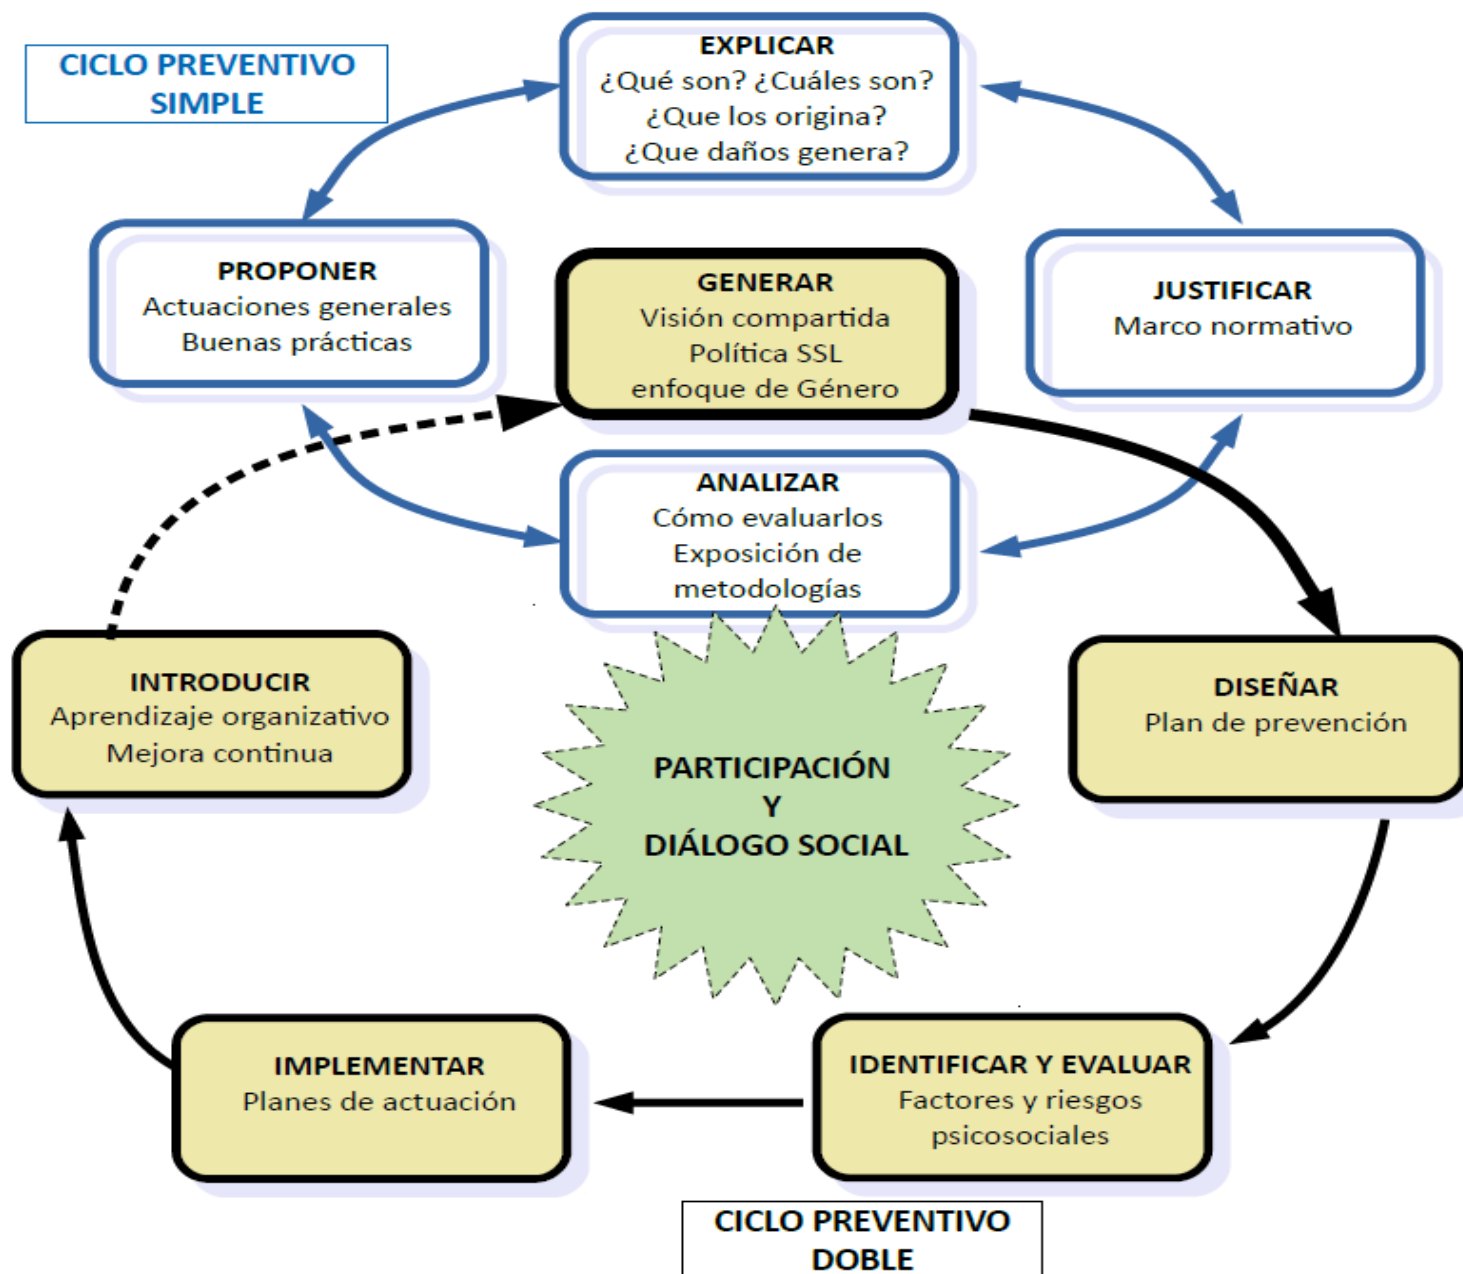 CICLO PREVENTIVO
SIMPLE
EXPLICAR
¿Qué son? ¿Cuáles son?
¿Que los origina?
¿Que daños genera?
PROPONER
Actuaciones generales
Buenas prácticas
GENERAR
Visión compartida
Política SSL
enfoque de Género
JUSTIFICAR
Marco normativo
ANALIZAR
Cómo evaluarlos
Exposición de
metodologías
INTRODUCIR
Aprendizaje organizativo
Mejora continua
DISEÑAR
Plan de prevención
PARTICIPACIÓN
Y
DIÁLOGO SOCIAL
IMPLEMENTAR
Planes de actuación
IDENTIFICAR Y EVALUAR
Factores y riesgos
psicosociales
CICLO PREVENTIVO
DOBLE